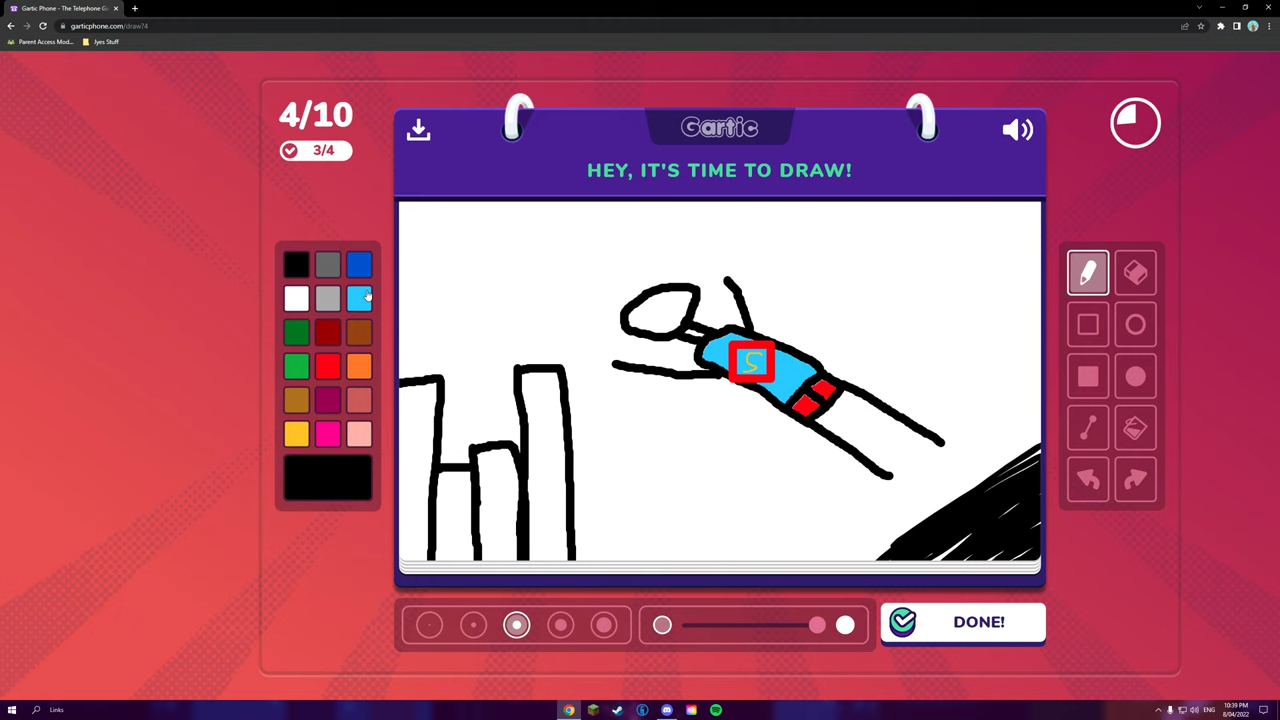 Gartic Phone - The Telephone G
garticphone.com/draw?4
Parent Access Mod...
Jyes Stuff
4/10
3/4
Gartic
HEY, IT'S TIME TO DRAW!
S
DONE!
Links
ENG
10:39 PM
8/04/2022